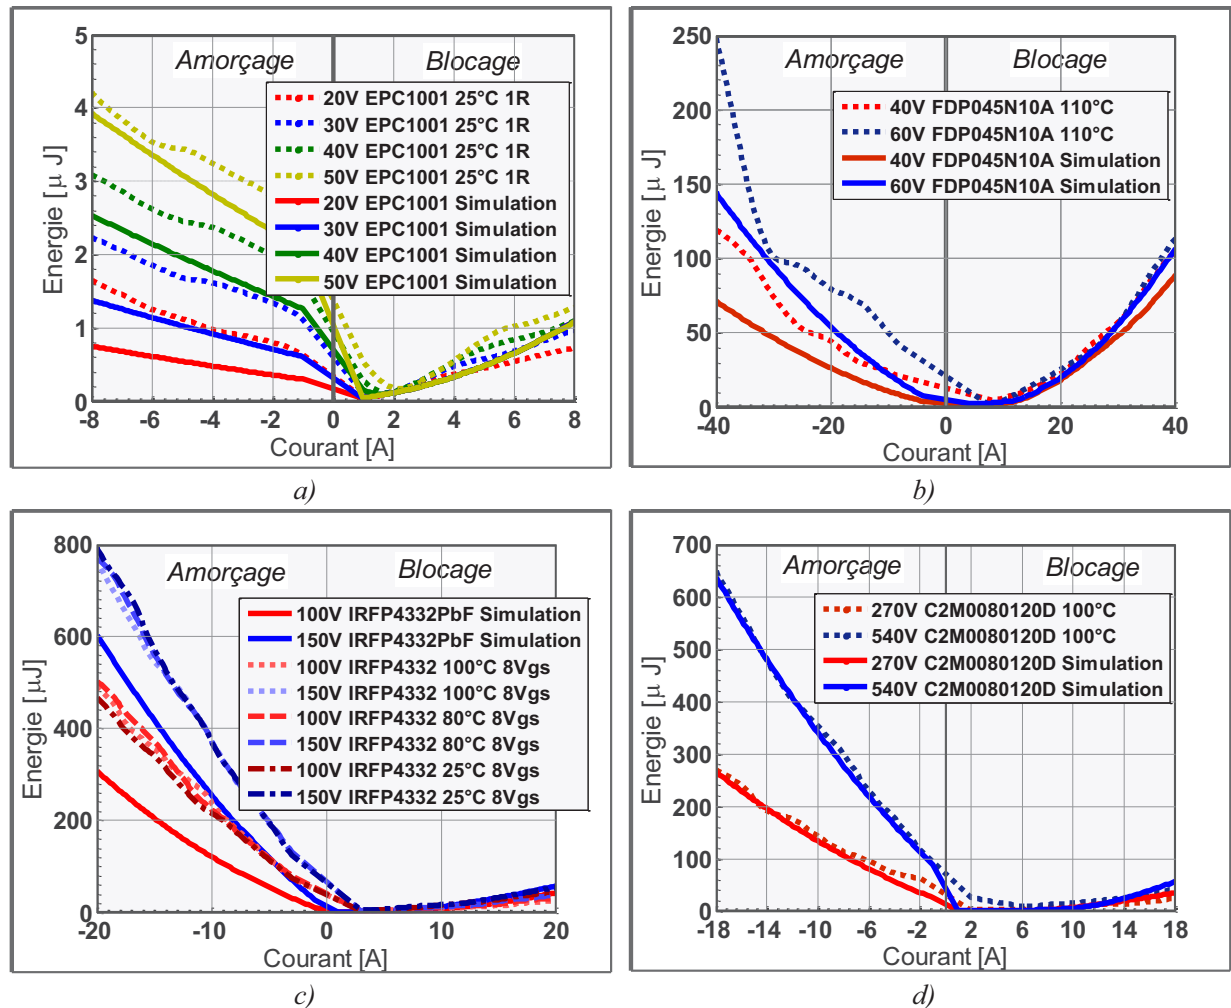 Amorçage
Blocage
20V EPC1001 25°C 1R
30V EPC1001 25°C 1R
40V EPC1001 25°C 1R
50V EPC1001 25°C 1R
20V EPC1001 Simulation
30V EPC1001 Simulation
40V EPC1001 Simulation
50V EPC1001 Simulation
Energie [μ J]
5
4
3
2
1
0
-8 -6 -4 -2 0 2 4 6 8
Courant [A]
a)
Amorçage
Blocage
40V FDP045N10A 110°C
60V FDP045N10A 110°C
40V FDP045N10A Simulation
60V FDP045N10A Simulation
Energie [μ J]
250
200
150
100
50
0
-40 -20 0 20 40
Courant [A]
b)
Amorçage
Blocage
100V IRFP4332PbF Simulation
150V IRFP4332PbF Simulation
100V IRFP4332 100°C 8Vgs
150V IRFP4332 100°C 8Vgs
100V IRFP4332 80°C 8Vgs
150V IRFP4332 80°C 8Vgs
100V IRFP4332 25°C 8Vgs
150V IRFP4332 25°C 8Vgs
Energie [μJ]
800
600
400
200
0
-20 -10 0 10 20
Courant [A]
c)
Amorçage
Blocage
270V C2M0080120D 100°C
540V C2M0080120D 100°C
270V C2M0080120D Simulation
540V C2M0080120D Simulation
Energie [μ J]
700
600
500
400
300
200
100
0
-18 -14 -10 -6 -2 2 6 10 14 18
Courant [A]
d)